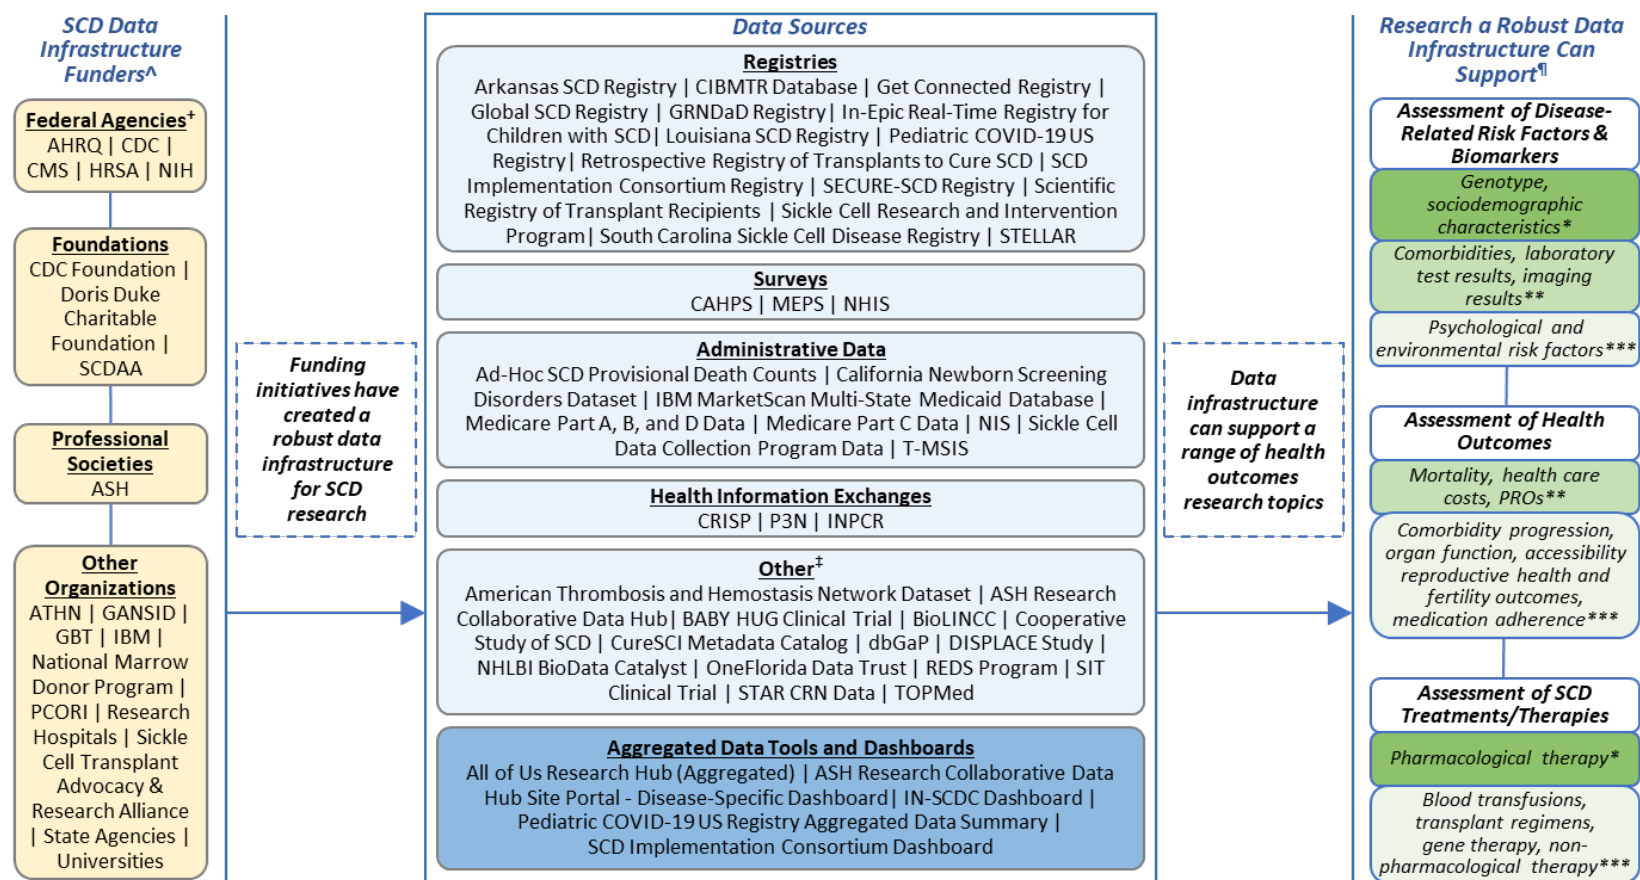 SCD Data
Infrastructure
Funders^
Federal Agencies⁺
AHRQ | CDC |
CMS | HRSA | NIH
Foundations
CDC Foundation |
Doris Duke
Charitable
Foundation |
SCDAA
Professional
Societies
ASH
Other
Organizations
ATHN | GANSID |
GBT | IBM |
National Marrow
Donor Program |
PCORI | Research
Hospitals | Sickle
Cell Transplant
Advocacy &
Research Alliance
| State Agencies |
Universities
Funding
initiatives have
created a
robust data
infrastructure
for SCD
research
Data Sources
Registries
Arkansas SCD Registry | CIBMTR Database | Get Connected Registry |
Global SCD Registry | GRNDaD Registry| In-Epic Real-Time Registry for
Children with SCD| Louisiana SCD Registry | Pediatric COVID-19 US
Registry| Retrospective Registry of Transplants to Cure SCD | SCD
Implementation Consortium Registry | SECURE-SCD Registry | Scientific
Registry of Transplant Recipients | Sickle Cell Research and Intervention
Program| South Carolina Sickle Cell Disease Registry | STELLAR
Surveys
CAHPS | MEPS | NHIS
Administrative Data
Ad-Hoc SCD Provisional Death Counts | California Newborn Screening
Disorders Dataset | IBM MarketScan Multi-State Medicaid Database |
Medicare Part A, B, and D Data | Medicare Part C Data | NIS | Sickle Cell
Data Collection Program Data | T-MSIS
Health Information Exchanges
CRISP | P3N | INPCR
Other‡
American Thrombosis and Hemostasis Network Dataset | ASH Research
Collaborative Data Hub| BABY HUG Clinical Trial | BioLINCC | Cooperative
Study of SCD | CureSCI Metadata Catalog | dbGaP | DISPLACE Study |
NHLBI BioData Catalyst | OneFlorida Data Trust | REDS Program | SIT
Clinical Trial | STAR CRN Data | TOPMed
Aggregated Data Tools and Dashboards
All of Us Research Hub (Aggregated) | ASH Research Collaborative Data
Hub Site Portal - Disease-Specific Dashboard| IN-SCDC Dashboard |
Pediatric COVID-19 US Registry Aggregated Data Summary |
SCD Implementation Consortium Dashboard
Data
infrastructure
can support a
range of health
outcomes
research topics
Research a Robust Data
Infrastructure Can
Support¶
Assessment of Disease-
Related Risk Factors &
Biomarkers
Genotype,
sociodemographic
characteristics*
Comorbidities, laboratory
test results, imaging
results**
Psychological and
environmental risk factors***
Assessment of Health
Outcomes
Mortality, health care
costs, PROs**
Comorbidity progression,
organ function, accessibility
reproductive health and
fertility outcomes,
medication adherence***
Assessment of SCD
Treatments/Therapies
Pharmacological therapy*
Blood transfusions,
transplant regimens,
gene therapy, non-
pharmacological therapy***